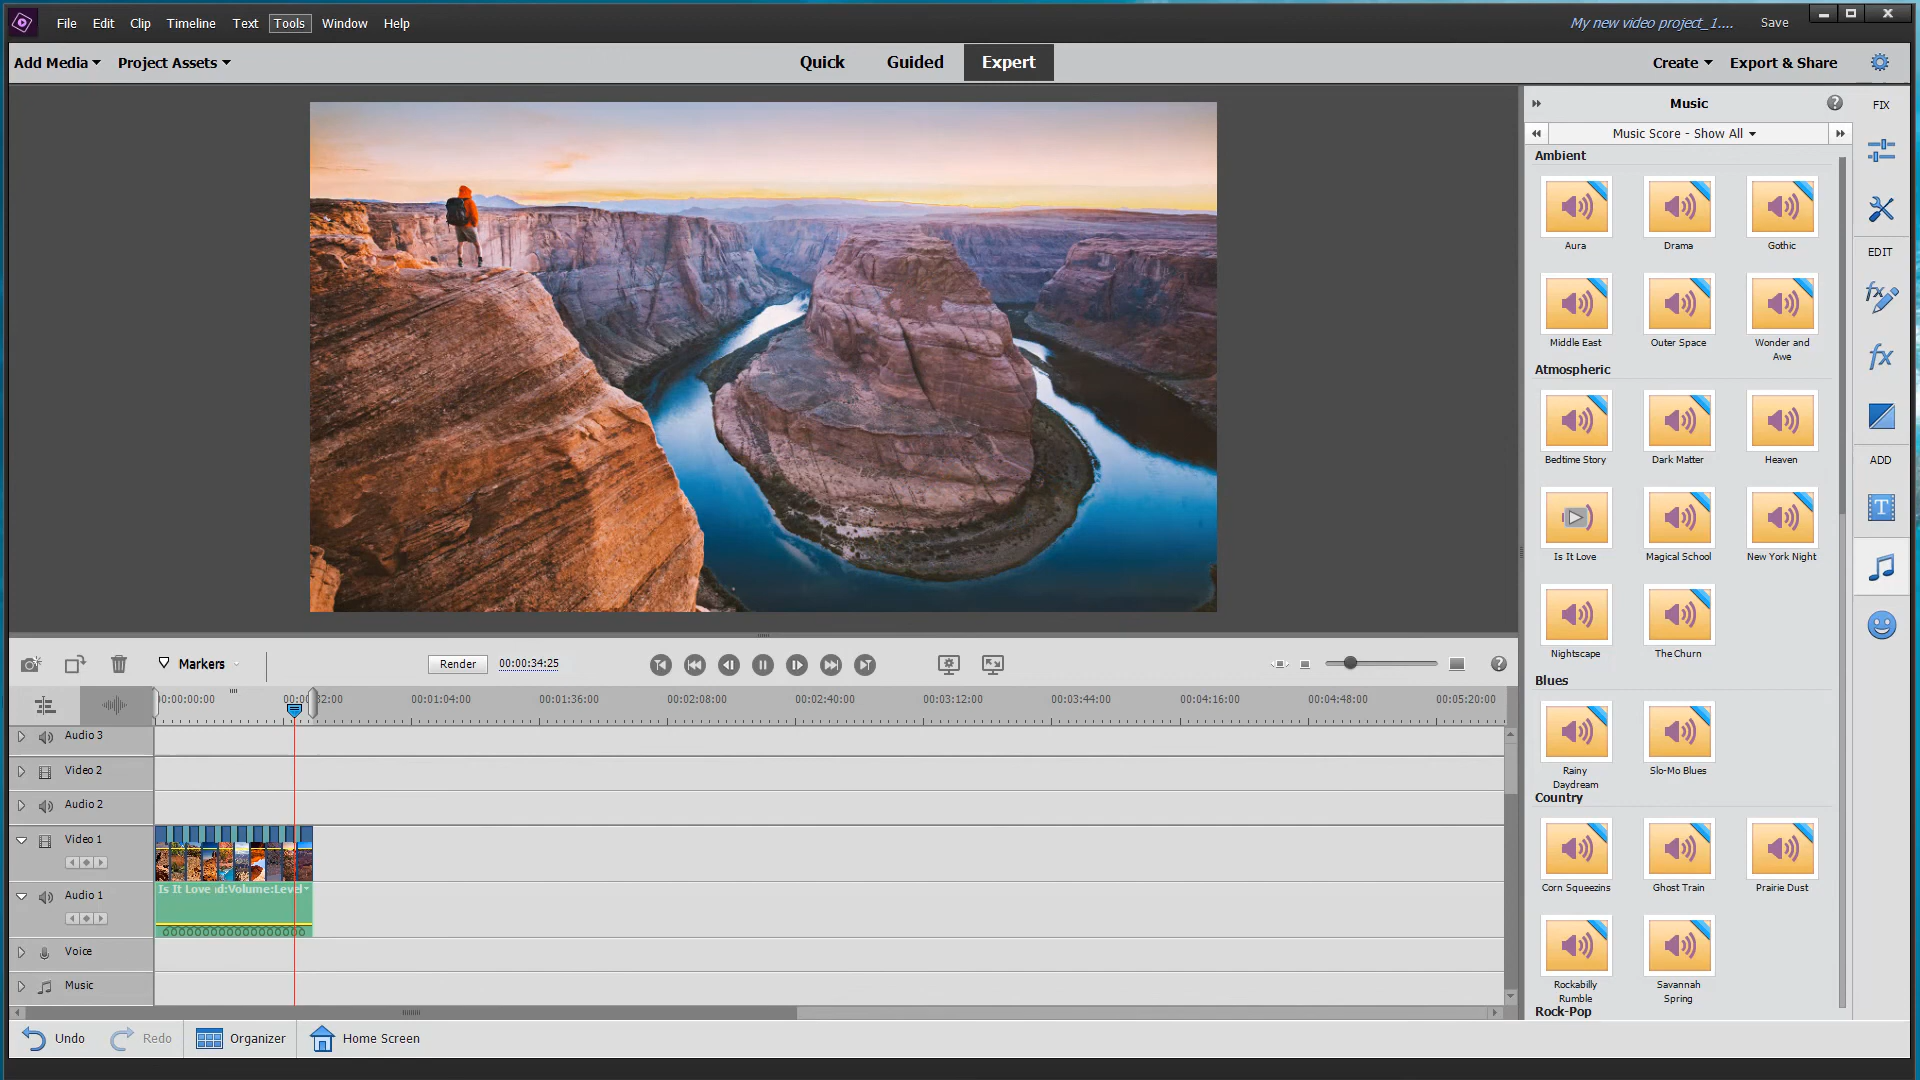 File Edit Clip Timeline Text Tools Window Help
My new video project_1.... Save
Add Media Project Assets
Quick Guided Expert
Create Export & Share
Music
FIX
Music Score - Show All
Ambient
Aura Drama Gothic
EDIT
Middle East Outer Space Wonder and
Awe
Atmospheric
Bedtime Story Dark Matter Heaven
ADD
T
Is It Love Magical School New York Night
Nightscape The Churn
Blues
Rainy Slo-Mo Blues
Daydream
Country
Corn Squeezins Ghost Train Prairie Dust
Rockabilly Savannah
Rumble Spring
Rock-Pop
Markers
Render 00:00:34:25
00:01:04:00 00:01:36:00 00:02:08:00 00:02:40:00 00:03:12:00 00:03:44:00 00:04:16:00 00:04:48:00 00:05:20:00
Audio 3
Video 2
Audio 2
Video 1
Audio 1
Is It Love id:Volume:Level
Voice
Music
Undo Redo Organizer Home Screen